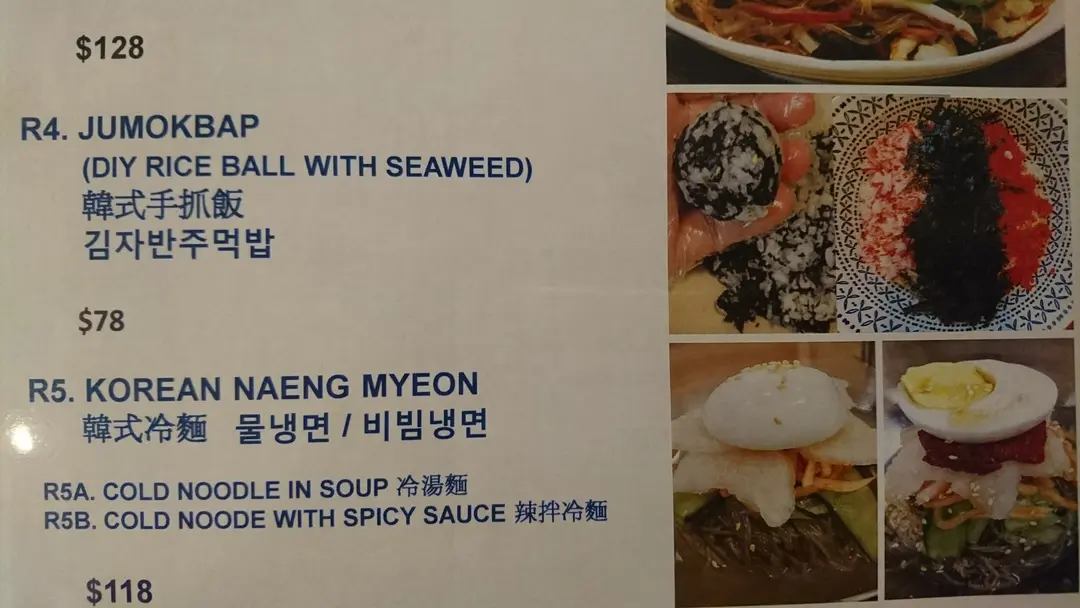 $128
R4. JUMOKBAP
(DIY RICE BALL WITH SEAWEED)
韓式手抓飯
김자반주먹밥
$78
R5. KOREAN NAENG MYEON
韓式冷麵 물냉면 / 비빔냉면
R5A. COLD NOODLE IN SOUP 冷湯麵
R5B. COLD NOODE WITH SPICY SAUCE 辣拌冷麵
$118